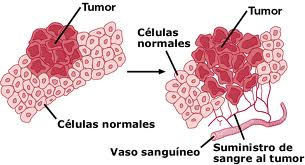 Tumor
Células normales
Células
normales
Tumor
Vaso sanguíneo
Suministro de
sangre al tumor